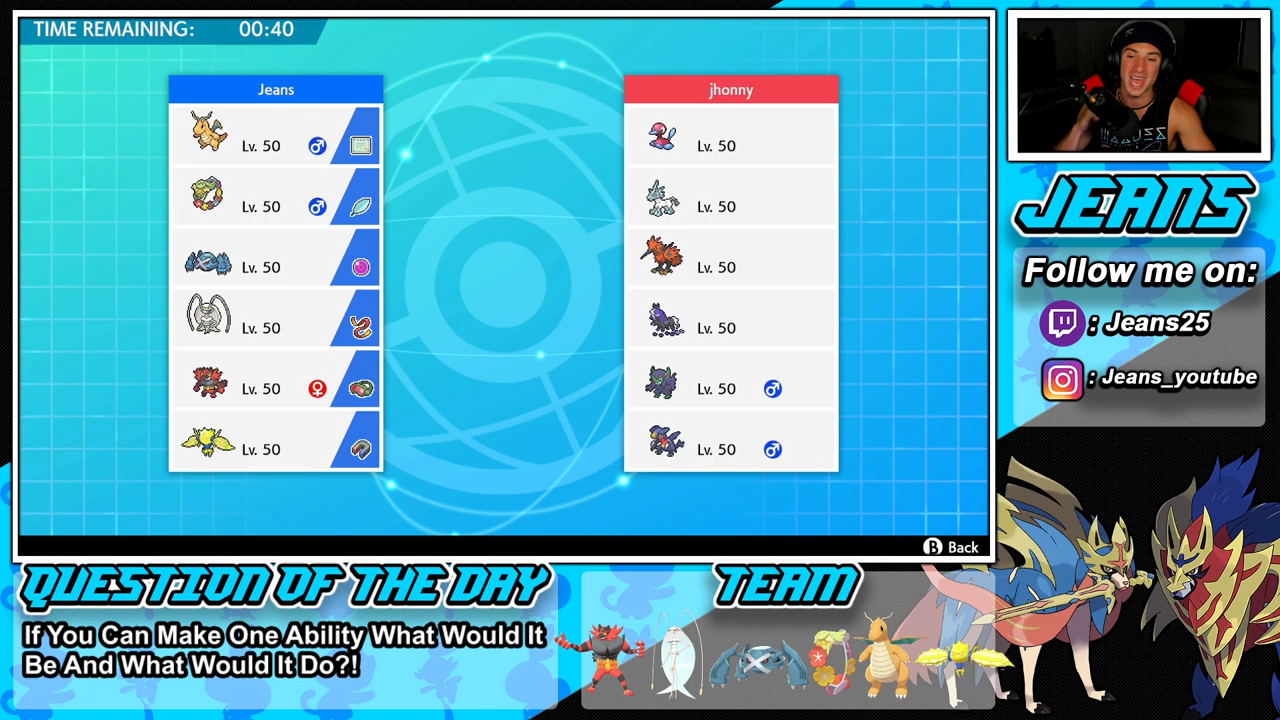 TIME REMAINING: 00:40
Jeans
Lv. 50
Lv. 50
Lv. 50
Lv. 50
Lv. 50
Lv. 50
jhonny
Lv. 50
Lv. 50
Lv. 50
Lv. 50
Lv. 50
Lv. 50
B Back
JEANS
Follow me on:
: Jeans25
: Jeans_youtube
QUESTION OF THE DAY
If You Can Make One Ability What Would It
Be And What Would It Do?!
TEAM